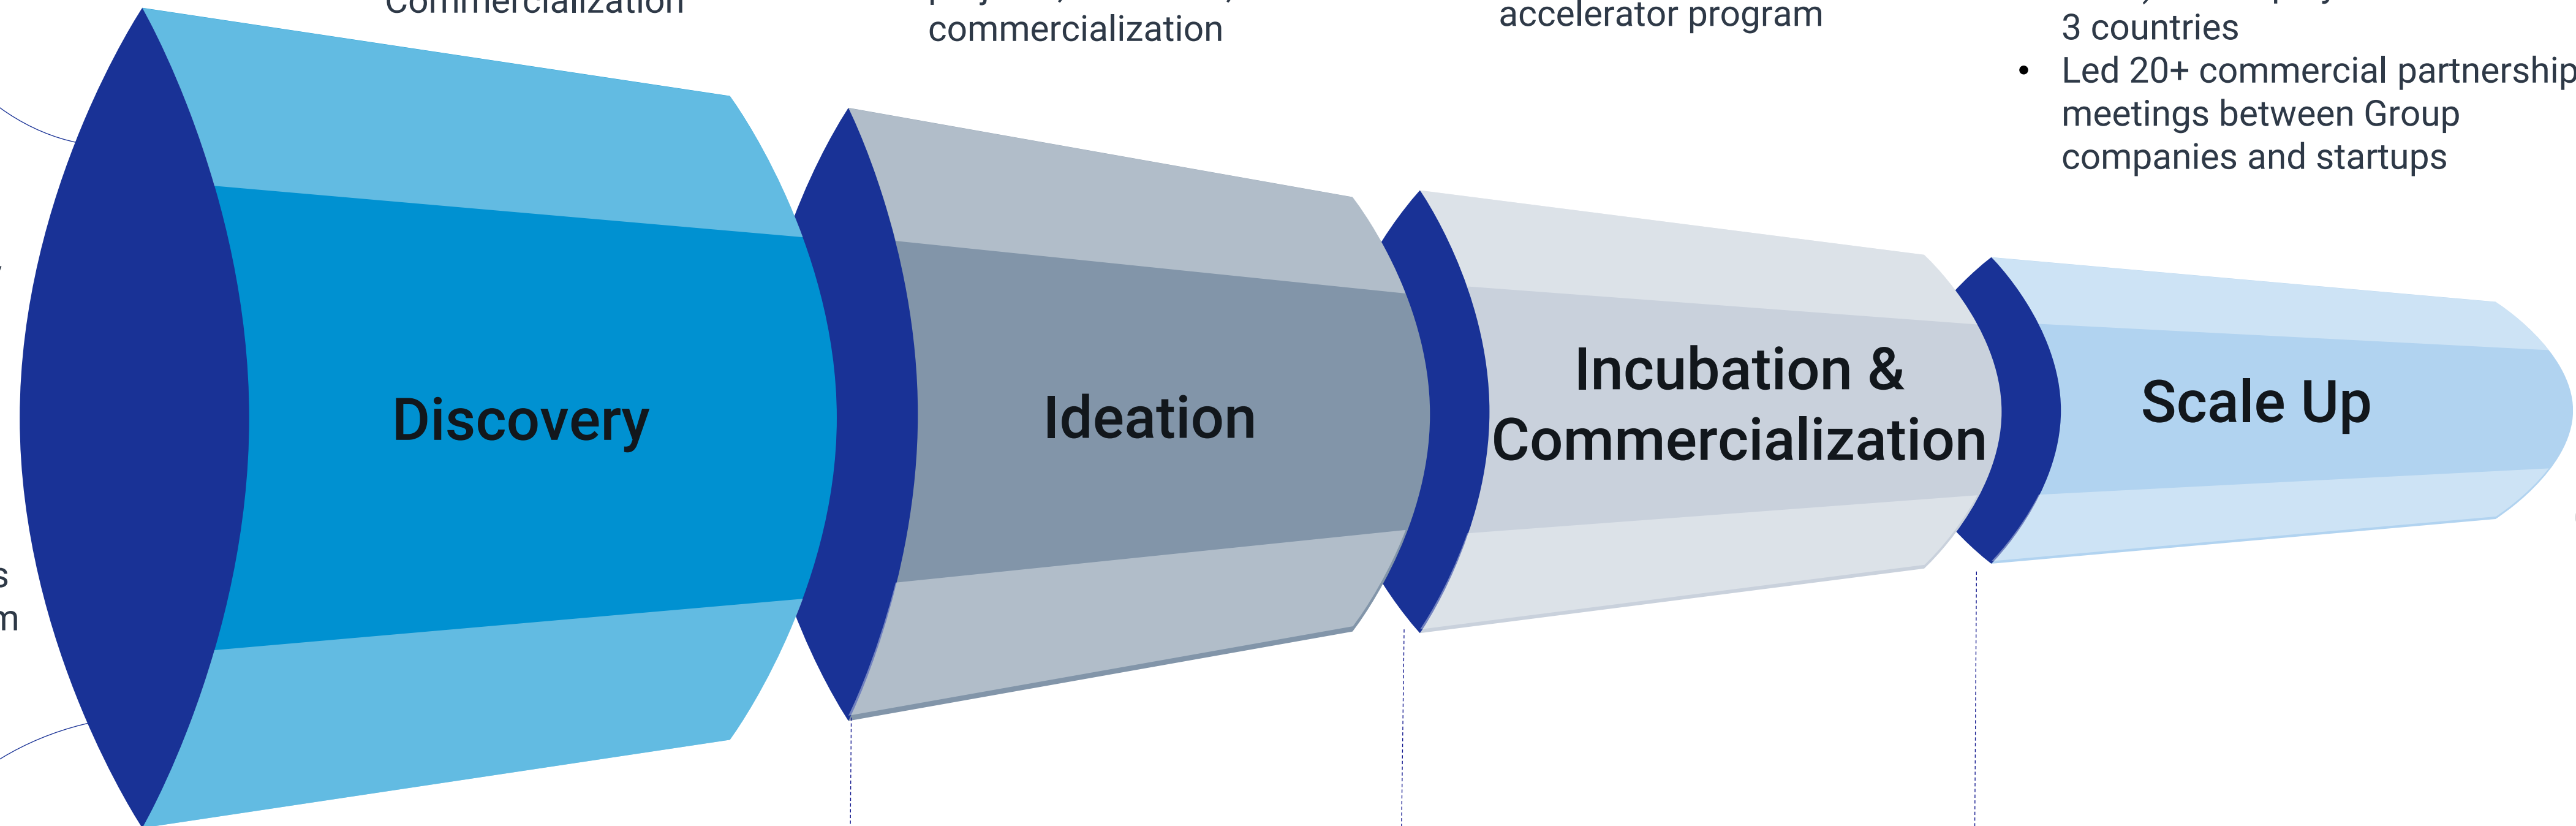 Commercialization
commercialization
accelerator program
3 countries
• Led 20+ commercial partnership
meetings between Group
companies and startups
Discovery
Ideation
Incubation &
Commercialization
Scale Up
s
m